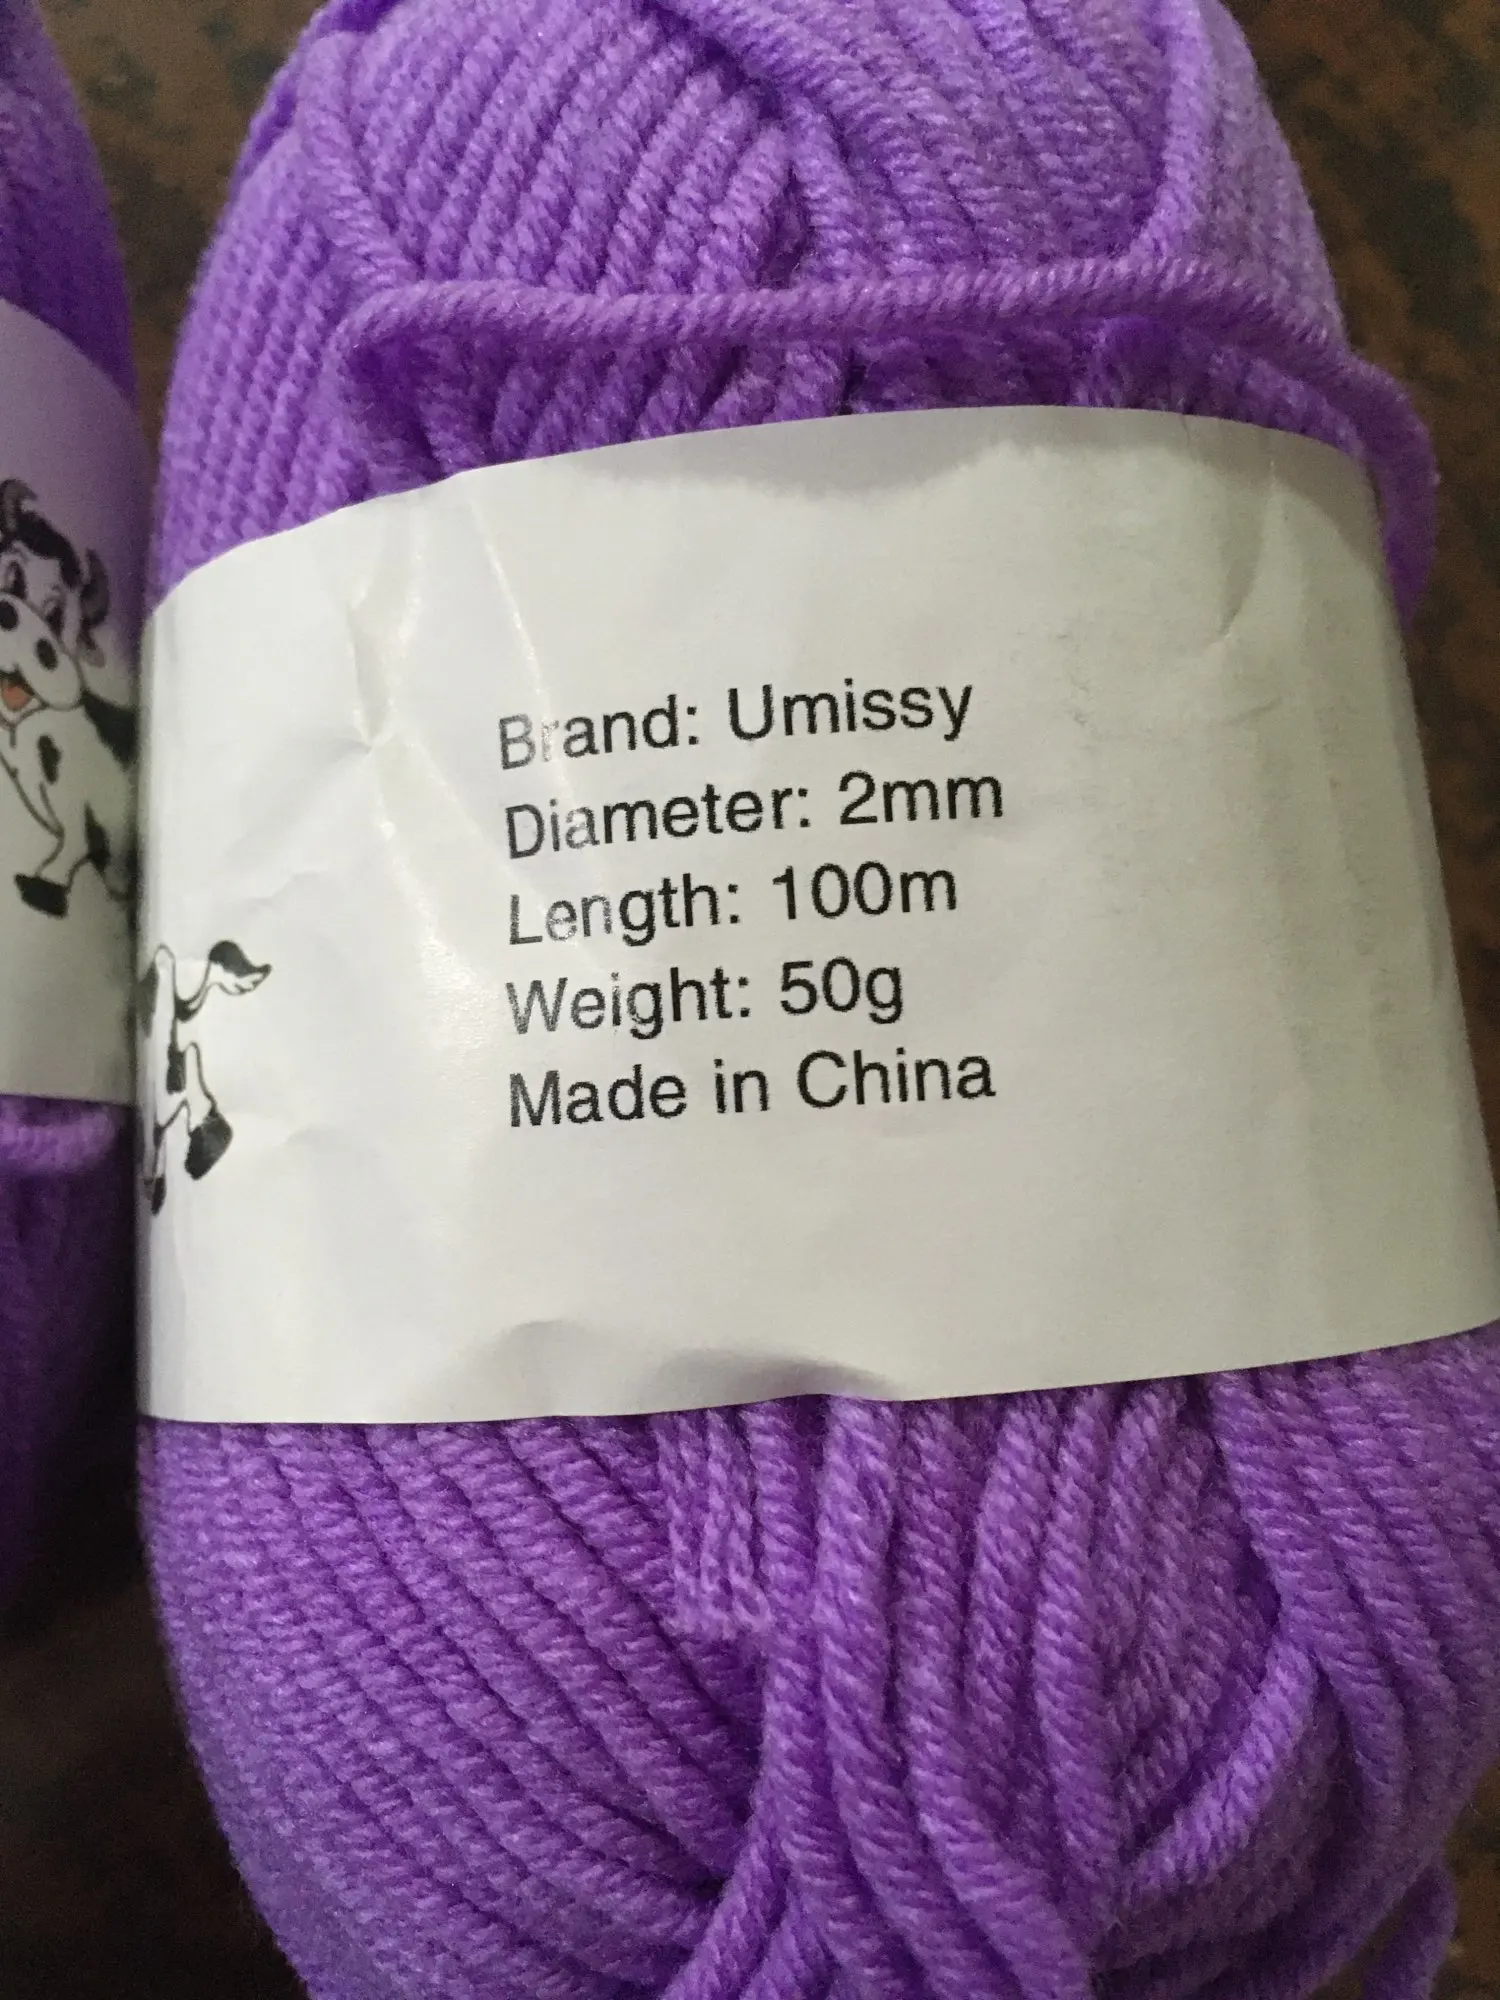 Brand: Umissy
Diameter: 2mm
Length: 100m
Weight: 50g
Made in China